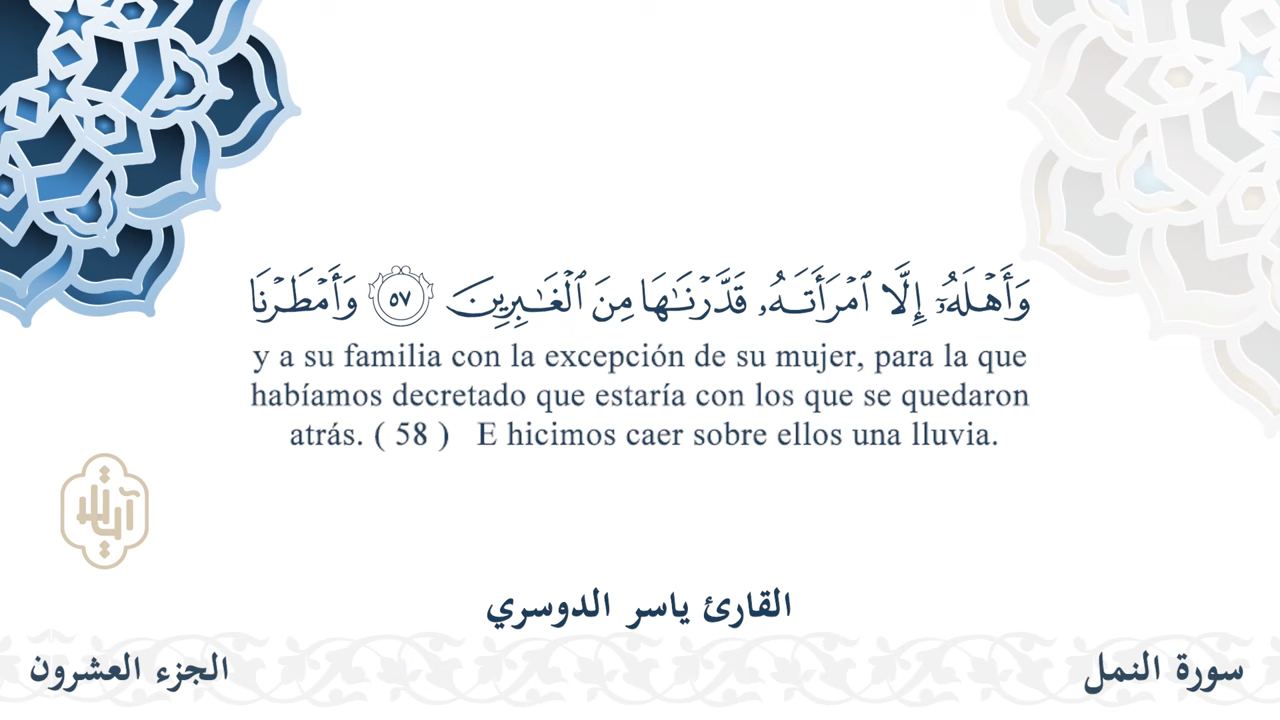 وَأَهۡلَهُۥٓ إِلَّا ٱمۡرَأَتَهُۥ قَدَّرۡنَٰهَا مِنَ ٱلۡغَٰبِرِينَ ٥٧ وَأَمۡطَرۡنَا
y a su familia con la excepción de su mujer, para la que
habíamos decretado que estaría con los que se quedaron
atrás. ( 58 ) E hicimos caer sobre ellos una lluvia.
آيات
القارئ ياسر الدوسري
سورة النمل
الجزء العشرون